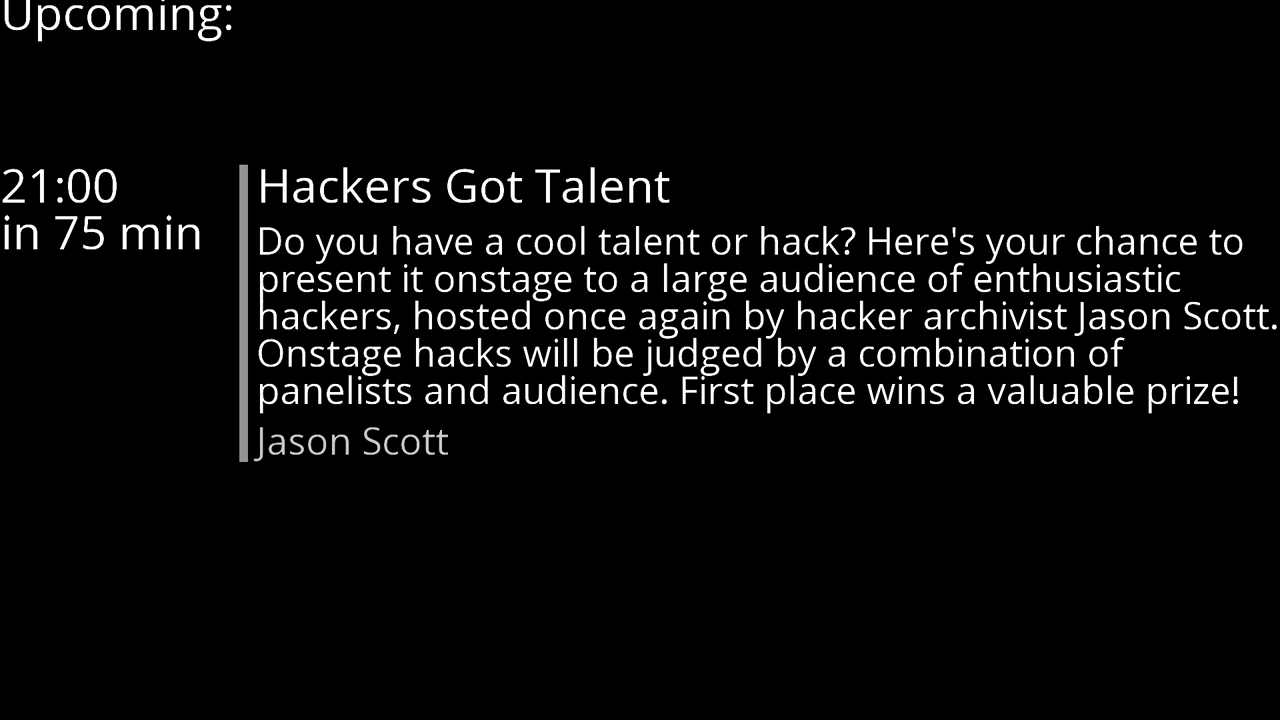 Upcoming:
21:00
in 75 min
Hackers Got Talent
Do you have a cool talent or hack? Here's your chance to
present it onstage to a large audience of enthusiastic
hackers, hosted once again by hacker archivist Jason Scott.
Onstage hacks will be judged by a combination of
panelists and audience. First place wins a valuable prize!
Jason Scott